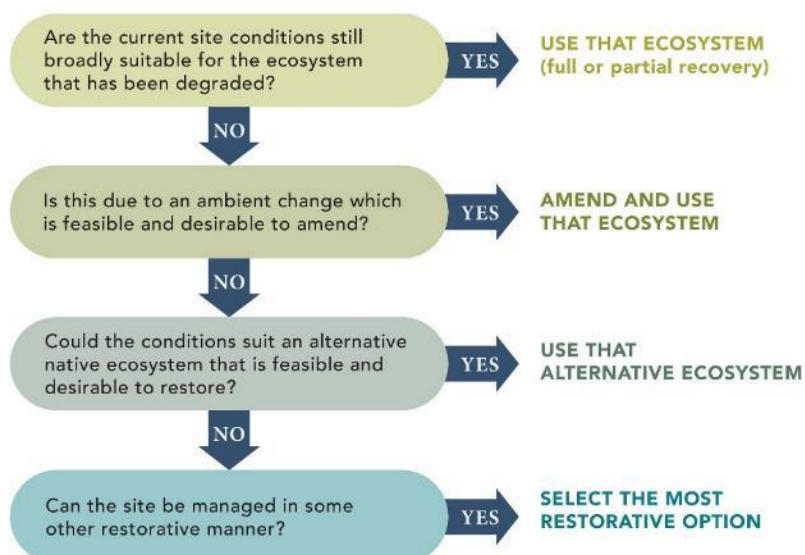 Are the current site conditions still
broadly suitable for the ecosystem
that has been degraded?
YES
USE THAT ECOSYSTEM
(full or partial recovery)
NO
Is this due to an ambient change which
is feasible and desirable to amend?
YES
AMEND AND USE
THAT ECOSYSTEM
NO
Could the conditions suit an alternative
native ecosystem that is feasible and
desirable to restore?
YES
USE THAT
ALTERNATIVE ECOSYSTEM
NO
Can the site be managed in some
other restorative manner?
YES
SELECT THE MOST
RESTORATIVE OPTION